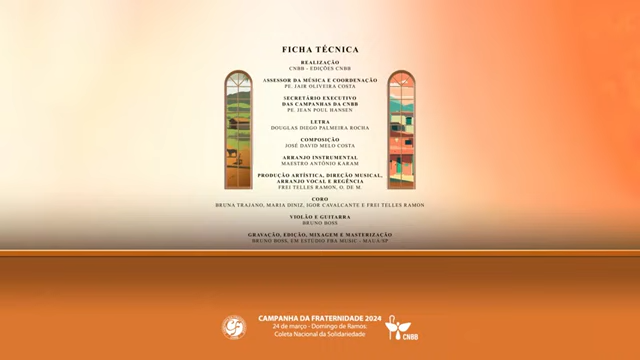 FICHA TÉCNICA
REALIZAÇÃO
CNBB - EDIÇÕES CNBB
ASSESSOR DA MÚSICA E COORDENAÇÃO
PE. JAIR OLIVEIRA COSTA
SECRETÁRIO EXECUTIVO
DAS CAMPANHAS DA CNBB
PE. JEAN POUL HANSEN
LETRA
DOUGLAS DIEGO PALMEIRA ROCHA
COMPOSIÇÃO
JOSÉ DAVID MELO COSTA
ARRANJO INSTRUMENTAL
MAESTRO ANTÔNIO KARAM
PRODUÇÃO ARTÍSTICA, DIREÇÃO MUSICAL,
ARRANJO VOCAL E REGÊNCIA
FREI TELLES RAMON, O. DE M.
CORO
BRUNA TRAJANO, MARIA DINIZ, IGOR CAVALCANTE E FREI TELLES RAMON
VIOLÃO E GUITARRA
BRUNO BOSS
GRAVAÇÃO, EDIÇÃO, MIXAGEM E MASTERIZAÇÃO
BRUNO BOSS, EM ESTÚDIO FRA MUSIC - MAUÁ/SP
CAMPANHA DA FRATERNIDADE 2024
24 de março - Domingo de Ramos:
Coleta Nacional da Solidariedade
CNBB